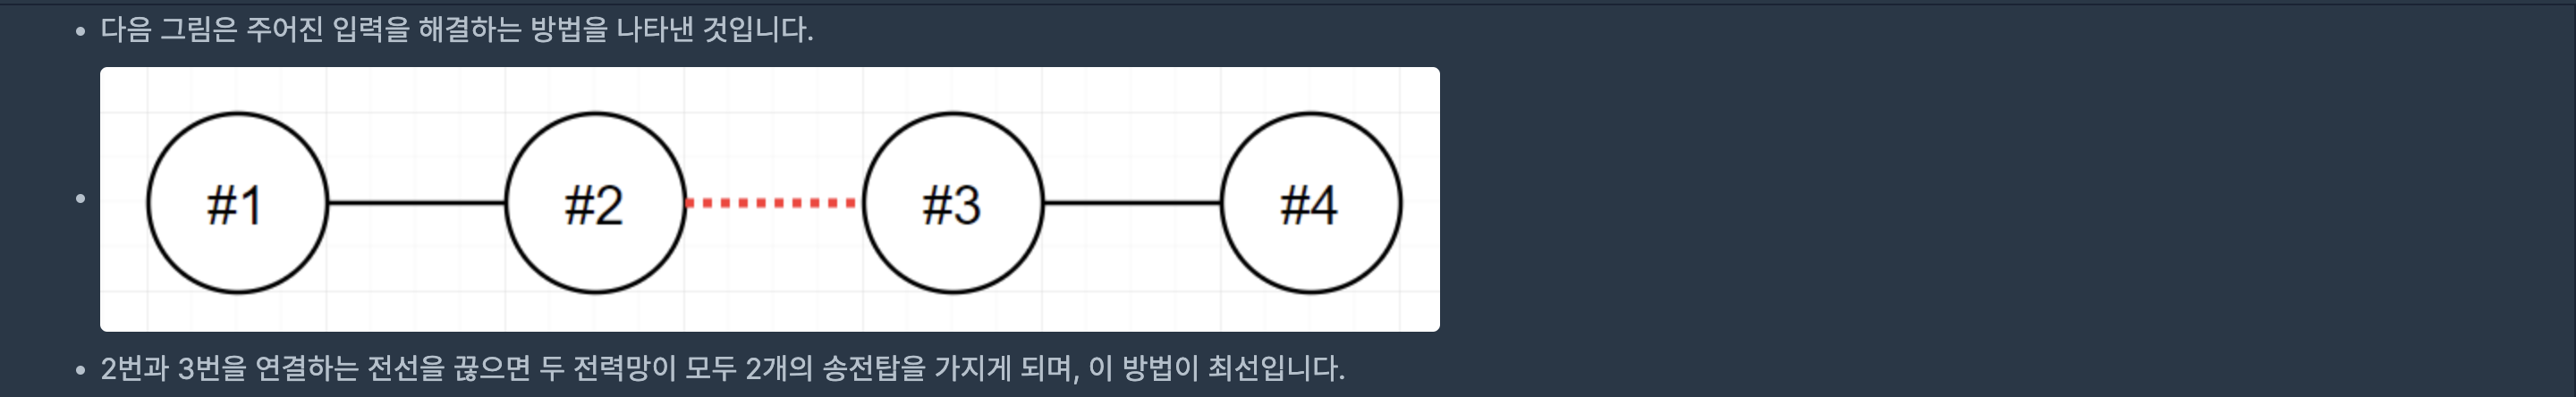 다음 그림은 주어진 입력을 해결하는 방법을 나타낸 것입니다.
#1 #2 #3 #4
2번과 3번을 연결하는 전선을 끊으면 두 전력망이 모두 2개의 송전탑을 가지게 되며, 이 방법이 최선입니다.